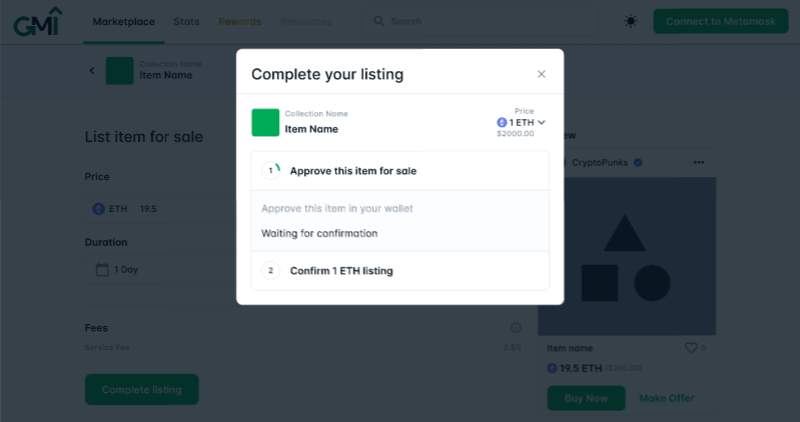 GMI
Marketplace
Stats
Rewards
Resources
Search
Connect to Metamask
Collection Name
Item Name
List item for sale
Price
ETH 19.5
Duration
1 Day
Fees
Service Fee
2.5%
Complete listing
Complete your listing
Collection Name
Item Name
Price
1 ETH
$2000.00
1 Approve this item for sale
Approve this item in your wallet
Waiting for confirmation
2 Confirm 1 ETH listing
CryptoPunks
Item name
0
19.5 ETH
Buy Now
Make Offer